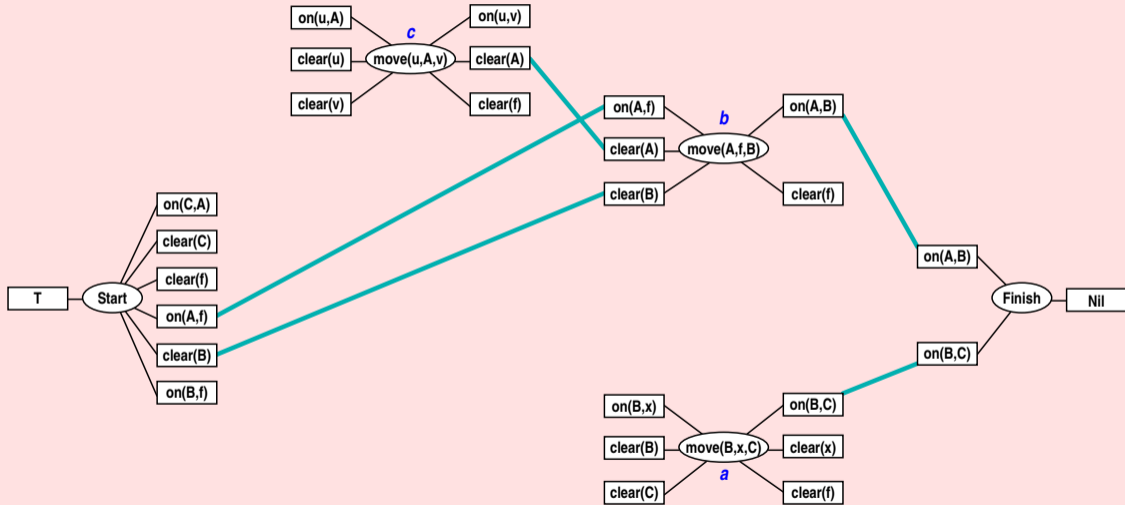 on(u,A)
on(u,v)
c
clear(u)
move(u,A,v)
clear(A)
clear(v)
clear(f)
on(A,f)
b
on(A,B)
clear(A)
move(A,f,B)
clear(B)
clear(f)
on(C,A)
clear(C)
clear(f)
T
Start
on(A,f)
clear(B)
on(B,f)
on(A,B)
Finish
Nil
on(B,C)
on(B,x)
on(B,C)
clear(B)
move(B,x,C)
clear(x)
a
clear(C)
clear(f)